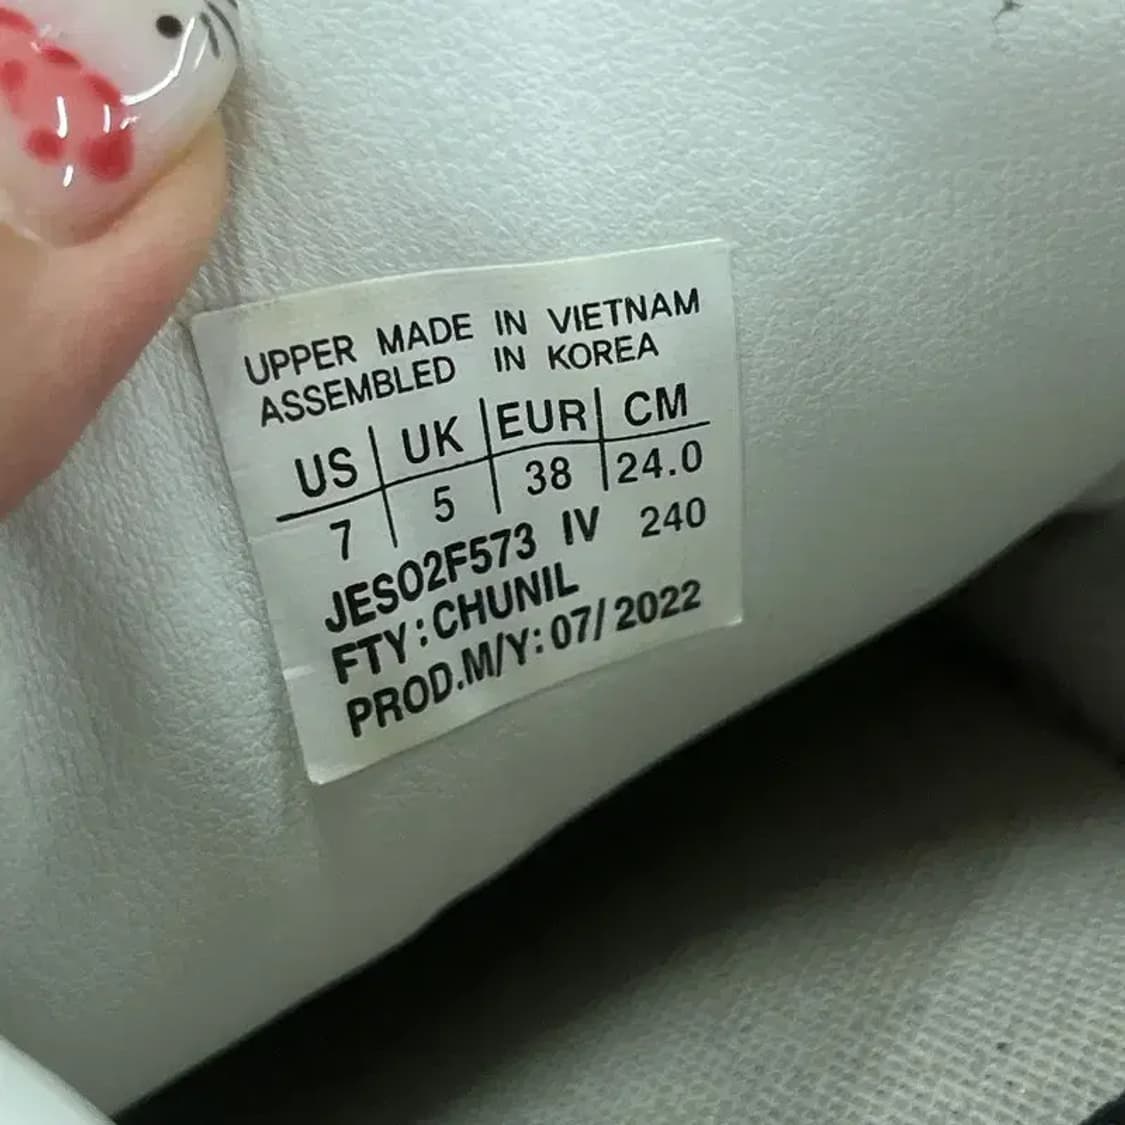 UPPER MADE IN VIETNAM
ASSEMBLED IN KOREA
US | UK | EUR | CM
7 | 5 | 38 | 24.0
JES02F573 IV 240
FTY:CHUNIL
PROD.M/Y:07/2022